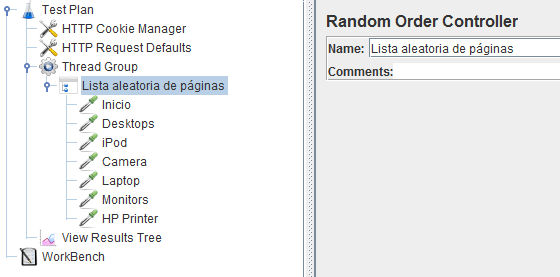 Test Plan
HTTP Cookie Manager
HTTP Request Defaults
Thread Group
Lista aleatoria de páginas
Inicio
Desktops
iPod
Camera
Laptop
Monitors
HP Printer
View Results Tree
WorkBench
Random Order Controller
Name: Lista aleatoria de páginas
Comments: